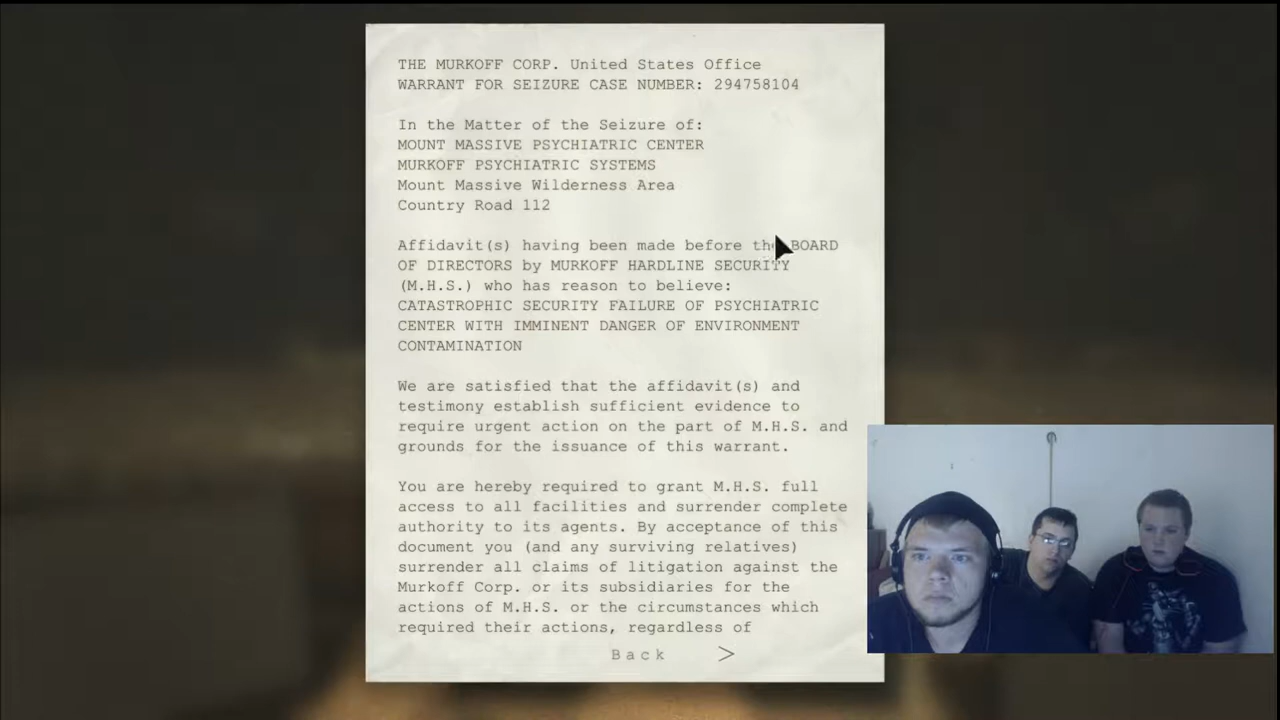 THE MURKOFF CORP. United States Office
WARRANT FOR SEIZURE CASE NUMBER: 294758104
In the Matter of the Seizure of:
MOUNT MASSIVE PSYCHIATRIC CENTER
MURKOFF PSYCHIATRIC SYSTEMS
Mount Massive Wilderness Area
Country Road 112
Affidavit(s) having been made before the BOARD
OF DIRECTORS by MURKOFF HARDLINE SECURITY
(M.H.S.) who has reason to believe:
CATASTROPHIC SECURITY FAILURE OF PSYCHIATRIC
CENTER WITH IMMINENT DANGER OF ENVIRONMENT
CONTAMINATION
We are satisfied that the affidavit(s) and
testimony establish sufficient evidence to
require urgent action on the part of M.H.S. and
grounds for the issuance of this warrant.
You are hereby required to grant M.H.S. full
access to all facilities and surrender complete
authority to its agents. By acceptance of this
document you (and any surviving relatives)
surrender all claims of litigation against the
Murkoff Corp. or its subsidiaries for the
actions of M.H.S. or the circumstances which
required their actions, regardless of
Back >